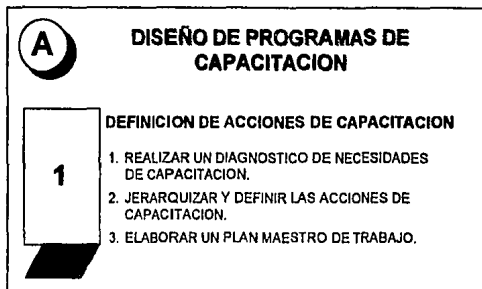 A
DISEÑO DE PROGRAMAS DE
CAPACITACION
1
DEFINICION DE ACCIONES DE CAPACITACION
1. REALIZAR UN DIAGNOSTICO DE NECESIDADES
DE CAPACITACION.
2. JERARQUIZAR Y DEFINIR LAS ACCIONES DE
CAPACITACION.
3. ELABORAR UN PLAN MAESTRO DE TRABAJO.